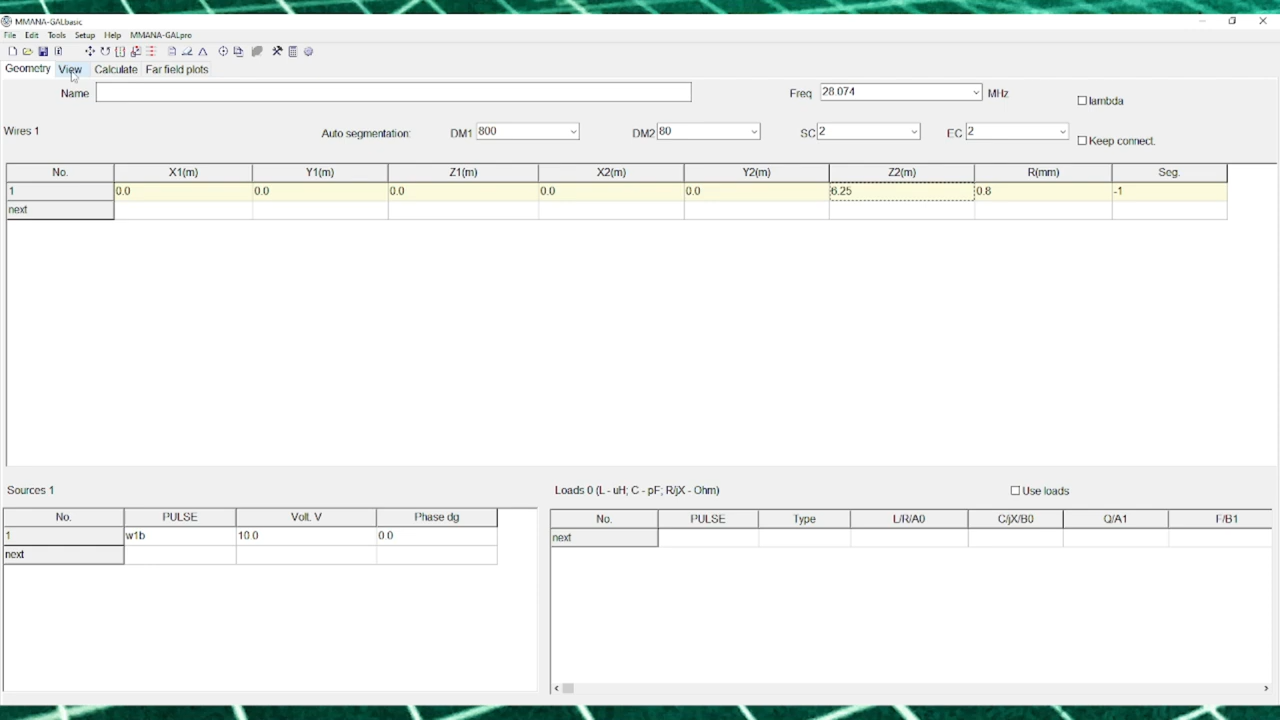 MMANA-GALbasic
File Edit Tools Setup Help MMANA-GALpro
Geometry View Calculate Far field plots
Name Freq 28.074 MHz lambda
Wires 1 Auto segmentation: DM1 800 DM2 80 SC 2 EC 2 Keep connect.
No. X1(m) Y1(m) Z1(m) X2(m) Y2(m) Z2(m) R(mm) Seg.
1 0.0 0.0 0.0 0.0 0.0 6.25 0.8 -1
next
Sources 1 Loads 0 (L - uH; C - pF; R/jX - Ohm) Use loads
No. PULSE Volt. V Phase dg No. PULSE Type L/R/A0 C/jX/B0 Q/A1 F/B1
1 w1b 10.0 0.0 next
next